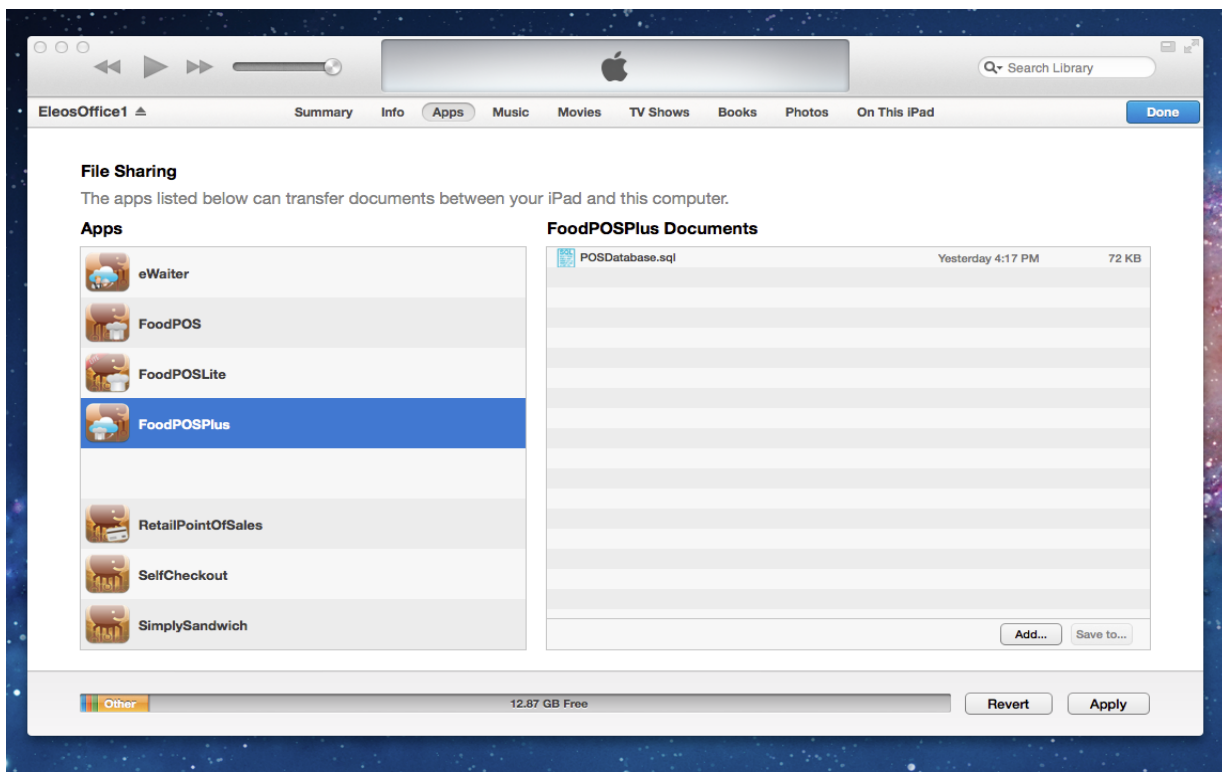 Search Library
EleosOffice1
Summary Info Apps Music Movies TV Shows Books Photos On This iPad Done
File Sharing
The apps listed below can transfer documents between your iPad and this computer.
Apps
FoodPOSPlus Documents
eWaiter
FoodPOS
FoodPOSLite
FoodPOSPlus
RetailPointOfSales
SelfCheckout
SimplySandwich
SQL
POSDatabase.sql Yesterday 4:17 PM 72 KB
Add... Save to...
Other 12.87 GB Free Revert Apply